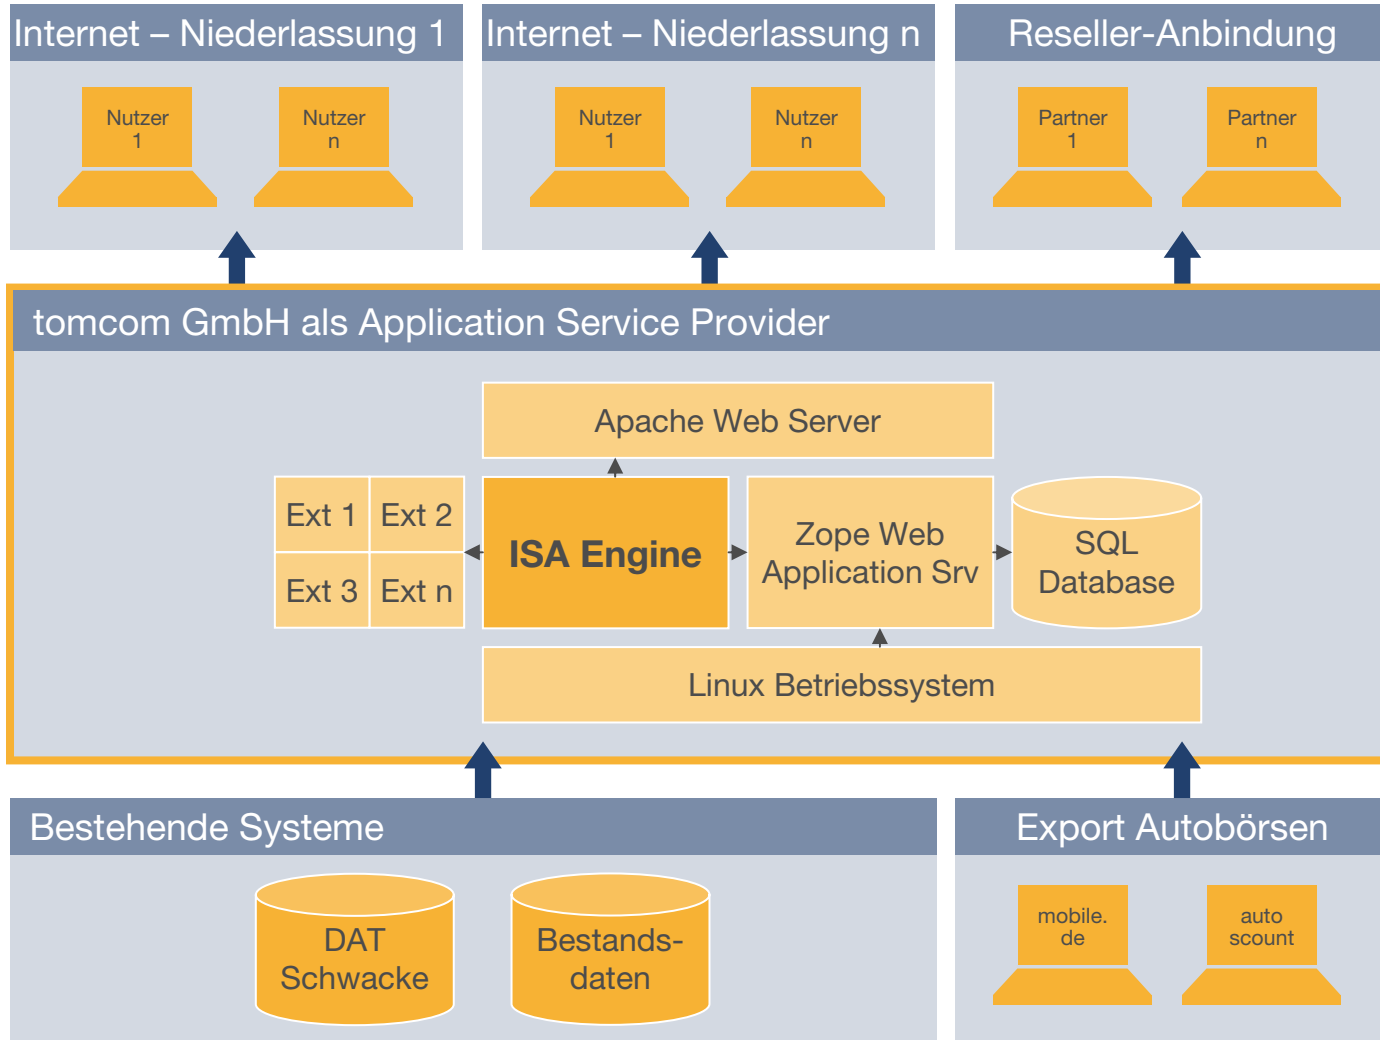 Internet – Niederlassung 1
Internet – Niederlassung n
Reseller-Anbindung
Nutzer
1
Nutzer
n
Nutzer
1
Nutzer
n
Partner
1
Partner
n
tomcom GmbH als Application Service Provider
Apache Web Server
Ext 1
Ext 2
Ext 3
Ext n
ISA Engine
Zope Web
Application Srv
SQL
Database
Linux Betriebssystem
Bestehende Systeme
Export Autobörsen
DAT
Schwacke
Bestands-
daten
mobile.
de
auto
scount